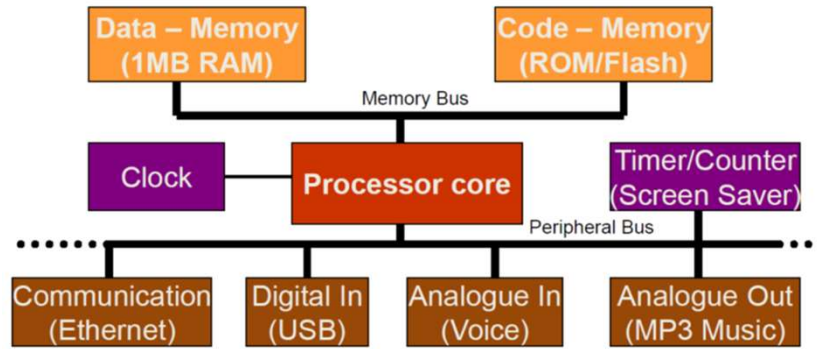 Data – Memory
(1MB RAM)
Code – Memory
(ROM/Flash)
Memory Bus
Clock
Processor core
Timer/Counter
(Screen Saver)
Peripheral Bus
Communication
(Ethernet)
Digital In
(USB)
Analogue In
(Voice)
Analogue Out
(MP3 Music)